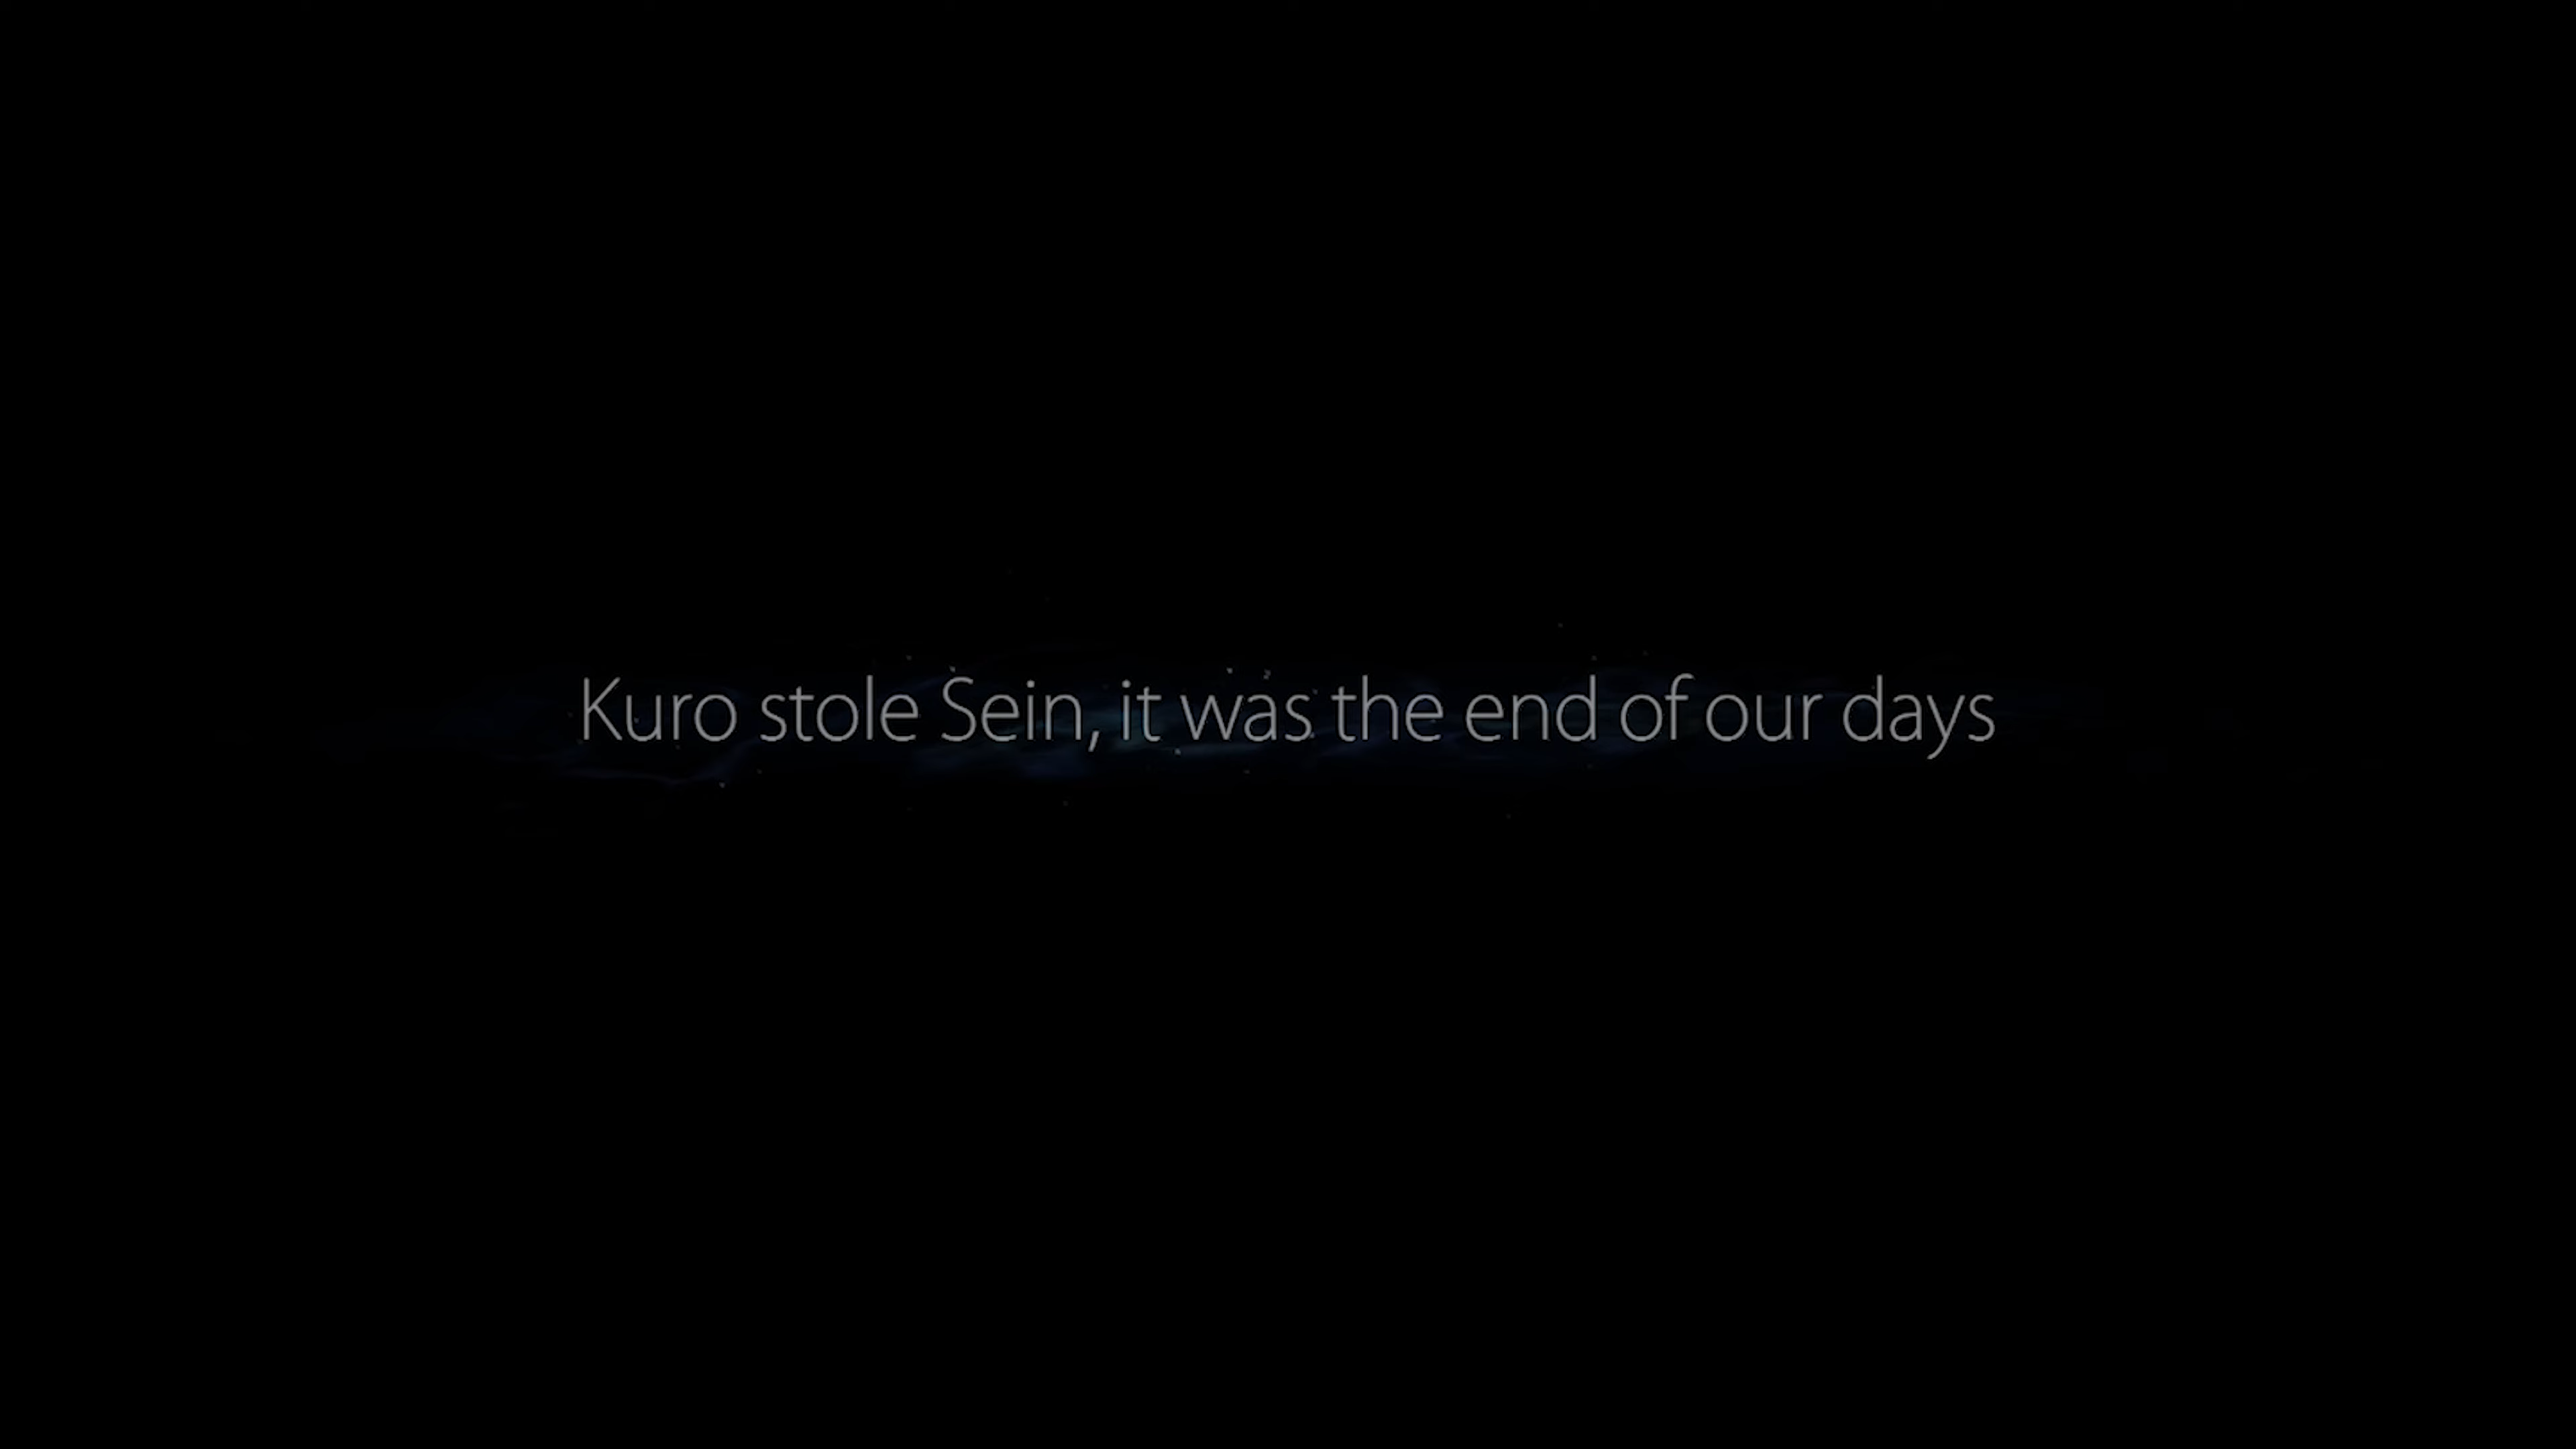 Kuro stole Sein, it was the end of our days